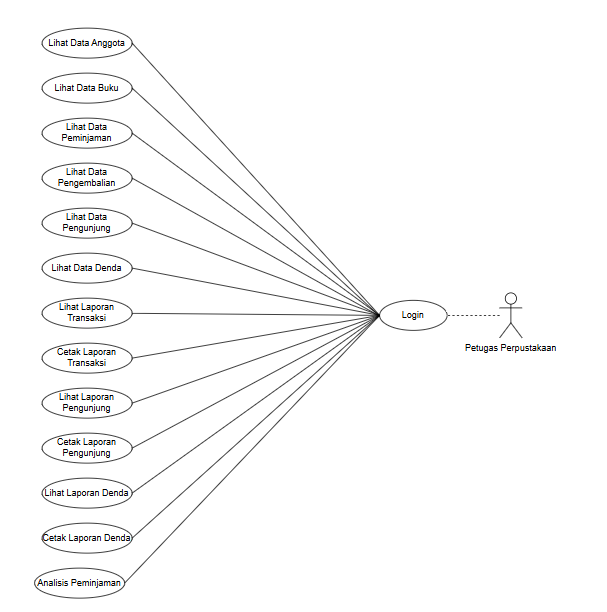 Lihat Data Anggota
Lihat Data Buku
Lihat Data
Peminjaman
Lihat Data
Pengembalian
Lihat Data
Pengunjung
Lihat Data Denda
Lihat Laporan
Transaksi
Cetak Laporan
Transaksi
Lihat Laporan
Pengunjung
Cetak Laporan
Pengunjung
Lihat Laporan Denda
Cetak Laporan Denda
Analisis Peminjaman
Login
Petugas Perpustakaan